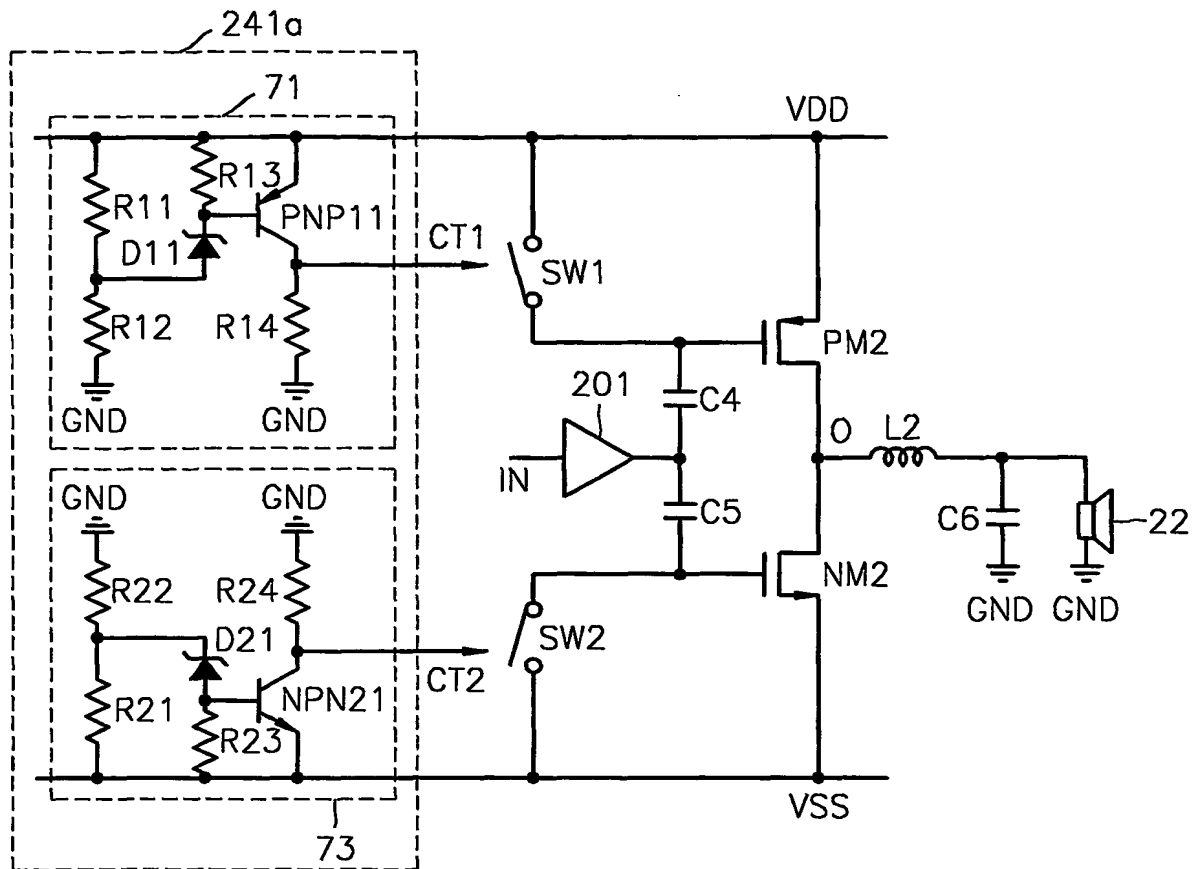 241a
71
VDD
R13
R11
PNP11
D11
CT1
SW1
R12
R14
PM2
GND
GND
201
C4
O
L2
IN
GND
GND
C5
C6
22
R22
R24
NM2
GND
GND
D21
SW2
CT2
R21
NPN21
R23
VSS
73